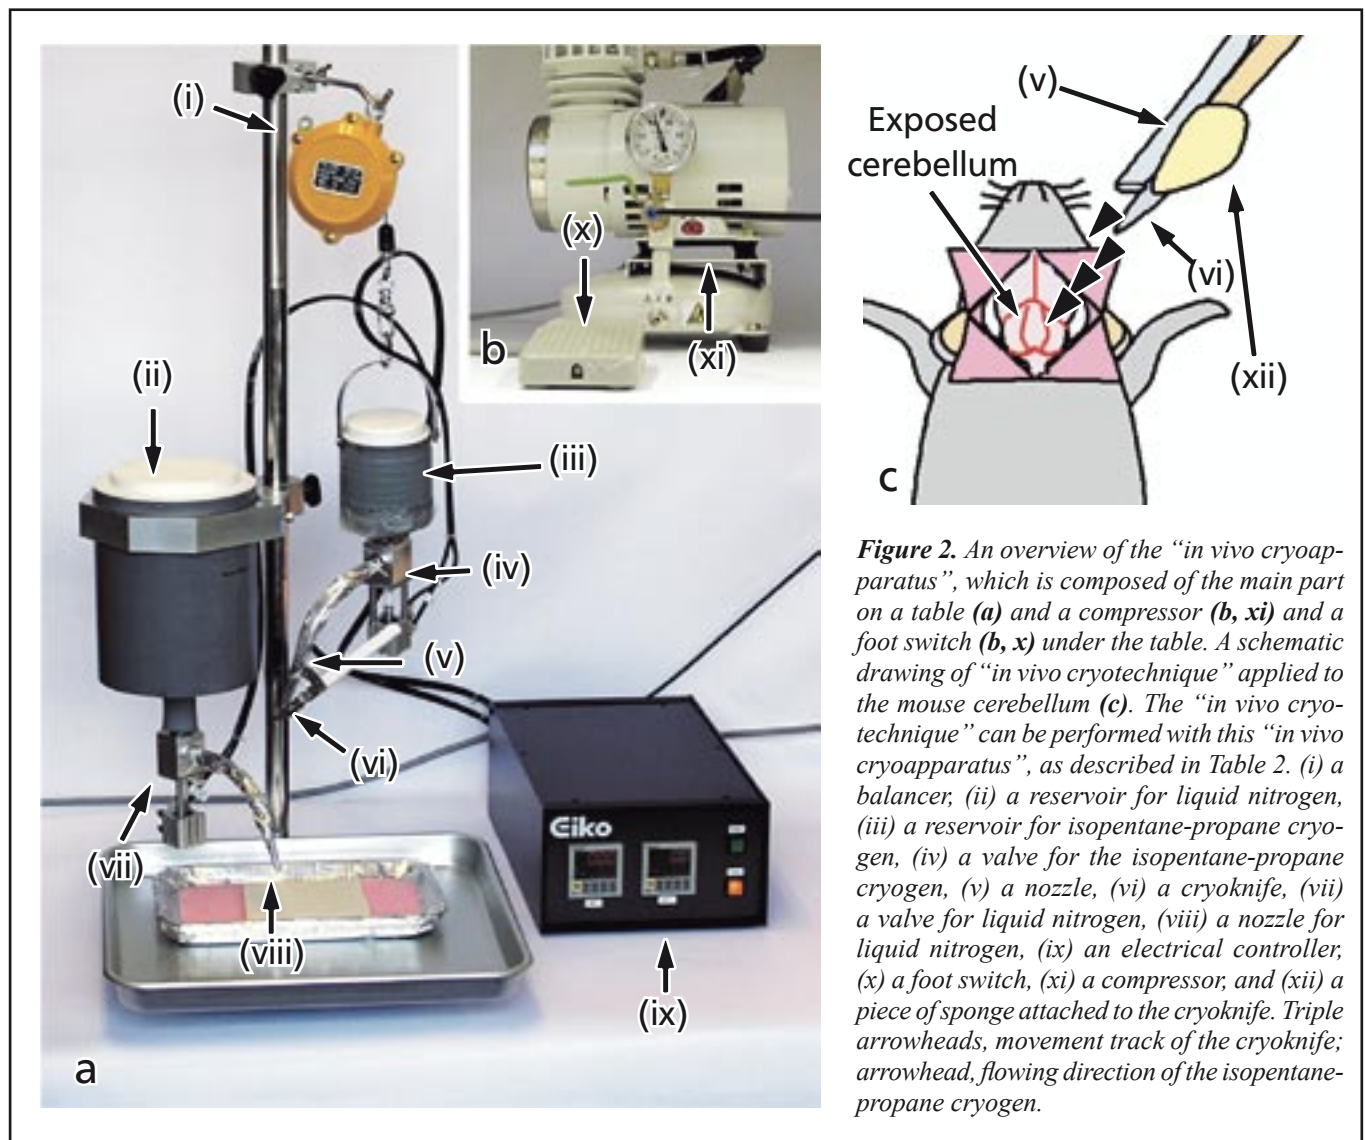 (i)
(ii)
(iii)
(iv)
(v)
(vi)
(vii)
(viii)
(ix)
Eiko
a
(x)
(xi)
b
(v)
Exposed
cerebellum
(vi)
(xii)
c
Figure 2. An overview of the “in vivo cryoap-
paratus”, which is composed of the main part
on a table (a) and a compressor (b, xi) and a
foot switch (b, x) under the table. A schematic
drawing of “in vivo cryotechnique” applied to
the mouse cerebellum (c). The “in vivo cryo-
technique” can be performed with this “in vivo
cryoapparatus”, as described in Table 2. (i) a
balancer, (ii) a reservoir for liquid nitrogen,
(iii) a reservoir for isopentane-propane cryo-
gen, (iv) a valve for the isopentane-propane
cryogen, (v) a nozzle, (vi) a cryoknife, (vii)
a valve for liquid nitrogen, (viii) a nozzle for
liquid nitrogen, (ix) an electrical controller,
(x) a foot switch, (xi) a compressor, and (xii) a
piece of sponge attached to the cryoknife. Triple
arrowheads, movement track of the cryoknife;
arrowhead, flowing direction of the isopentane-
propane cryogen.